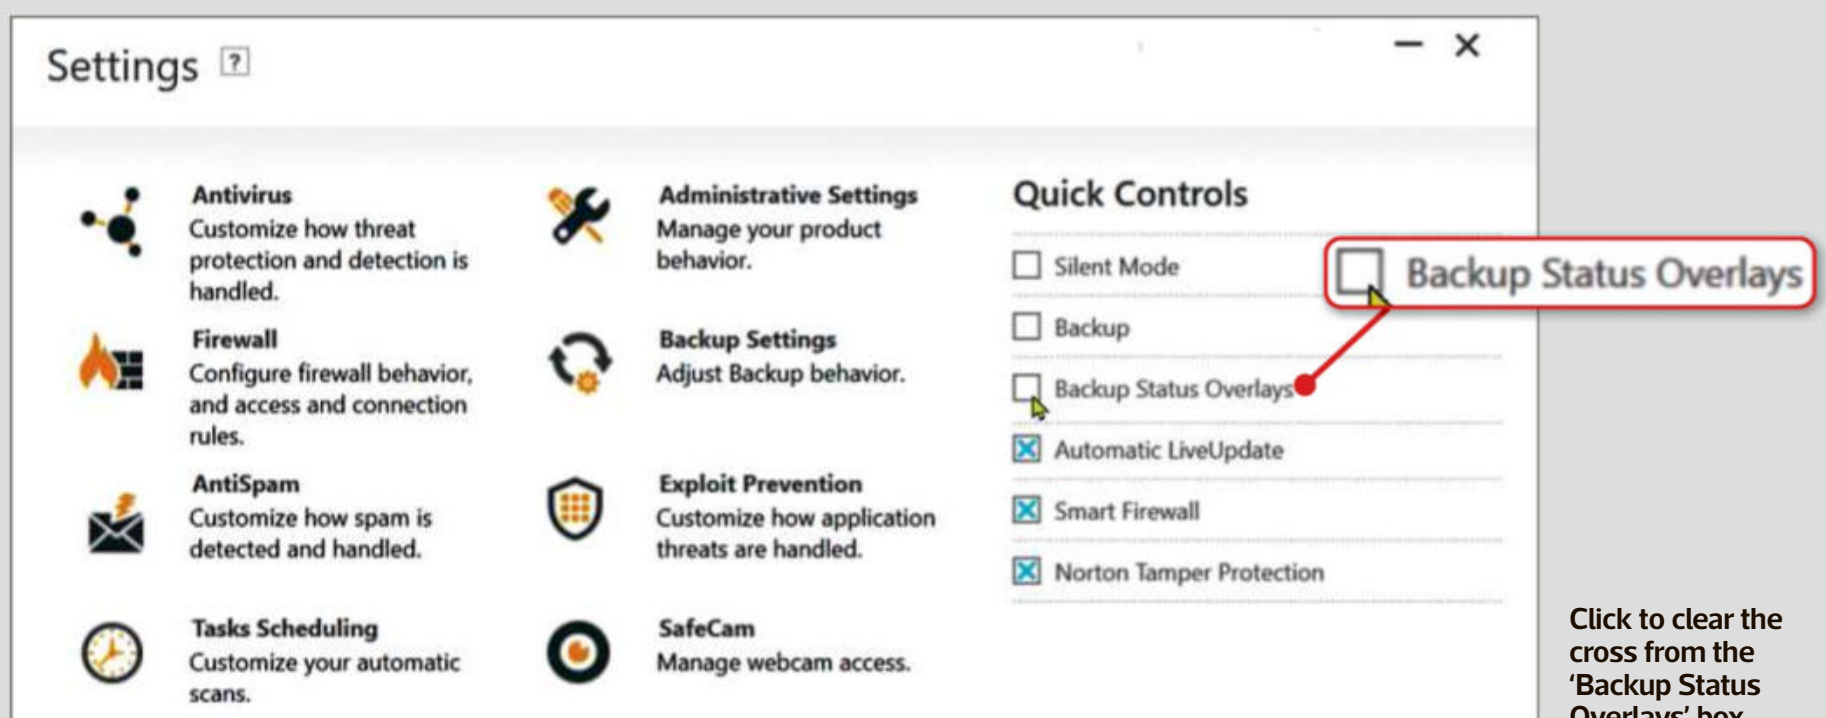 Settings ?
Antivirus
Customize how threat
protection and detection is
handled.
Firewall
Configure firewall behavior,
and access and connection
rules.
AntiSpam
Customize how spam is
detected and handled.
Tasks Scheduling
Customize your automatic
scans.
Administrative Settings
Manage your product
behavior.
Backup Settings
Adjust Backup behavior.
Exploit Prevention
Customize how application
threats are handled.
SafeCam
Manage webcam access.
Quick Controls
Silent Mode
Backup
Backup Status Overlays
Automatic LiveUpdate
Smart Firewall
Norton Tamper Protection
Backup Status Overlays
Click to clear the
cross from the
‘Backup Status
Overlays’ box